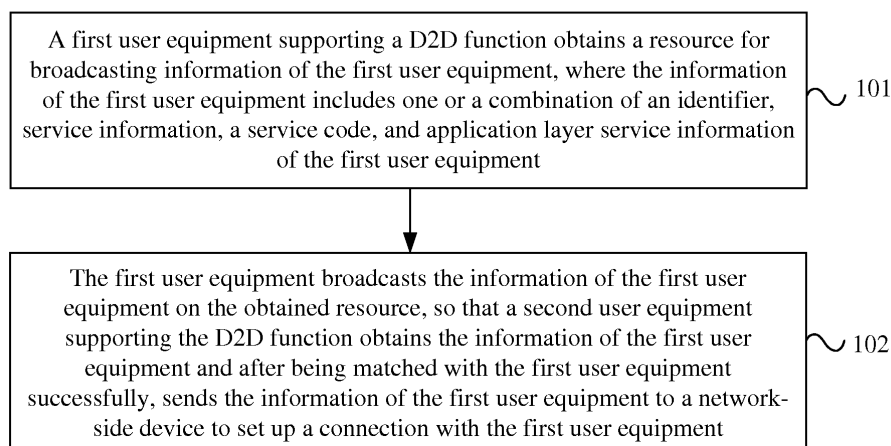 A first user equipment supporting a D2D function obtains a resource for
broadcasting information of the first user equipment, where the information
of the first user equipment includes one or a combination of an identifier,
service information, a service code, and application layer service information
of the first user equipment
101
The first user equipment broadcasts the information of the first user
equipment on the obtained resource, so that a second user equipment
supporting the D2D function obtains the information of the first user
equipment and after being matched with the first user equipment
successfully, sends the information of the first user equipment to a network-
side device to set up a connection with the first user equipment
102